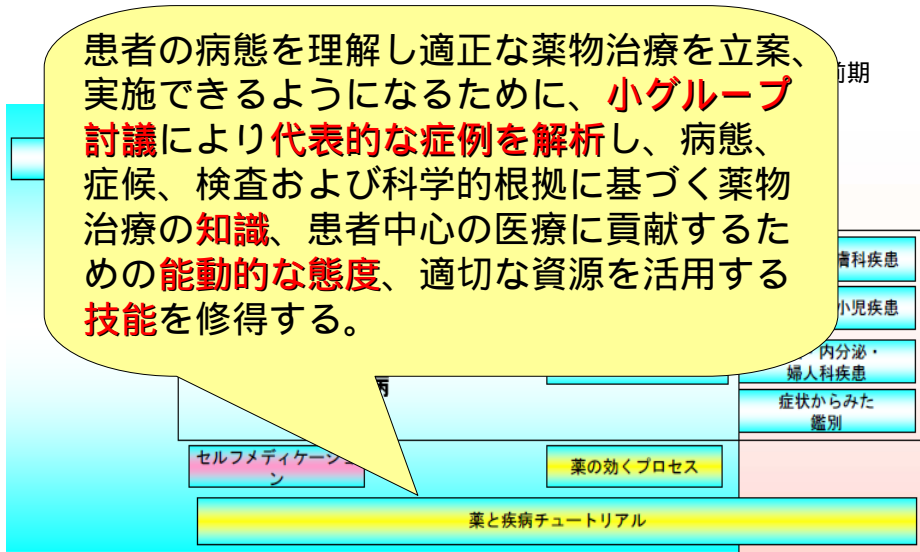 患者の病態を理解し適正な薬物治療を立案、
実施できるようになるために、小グループ
討議により代表的な症例を解析し、病態、
症候、検査および科学的根拠に基づく薬物
治療の知識、患者中心の医療に貢献するた
めの能動的な態度、適切な資源を活用する
技能を修得する。
前期
膚科疾患
小児疾患
内分泌・
婦人科疾患
症状からみた
鑑別
セルフメディケーショ
ン
薬の効くプロセス
薬と疾病チュートリアル